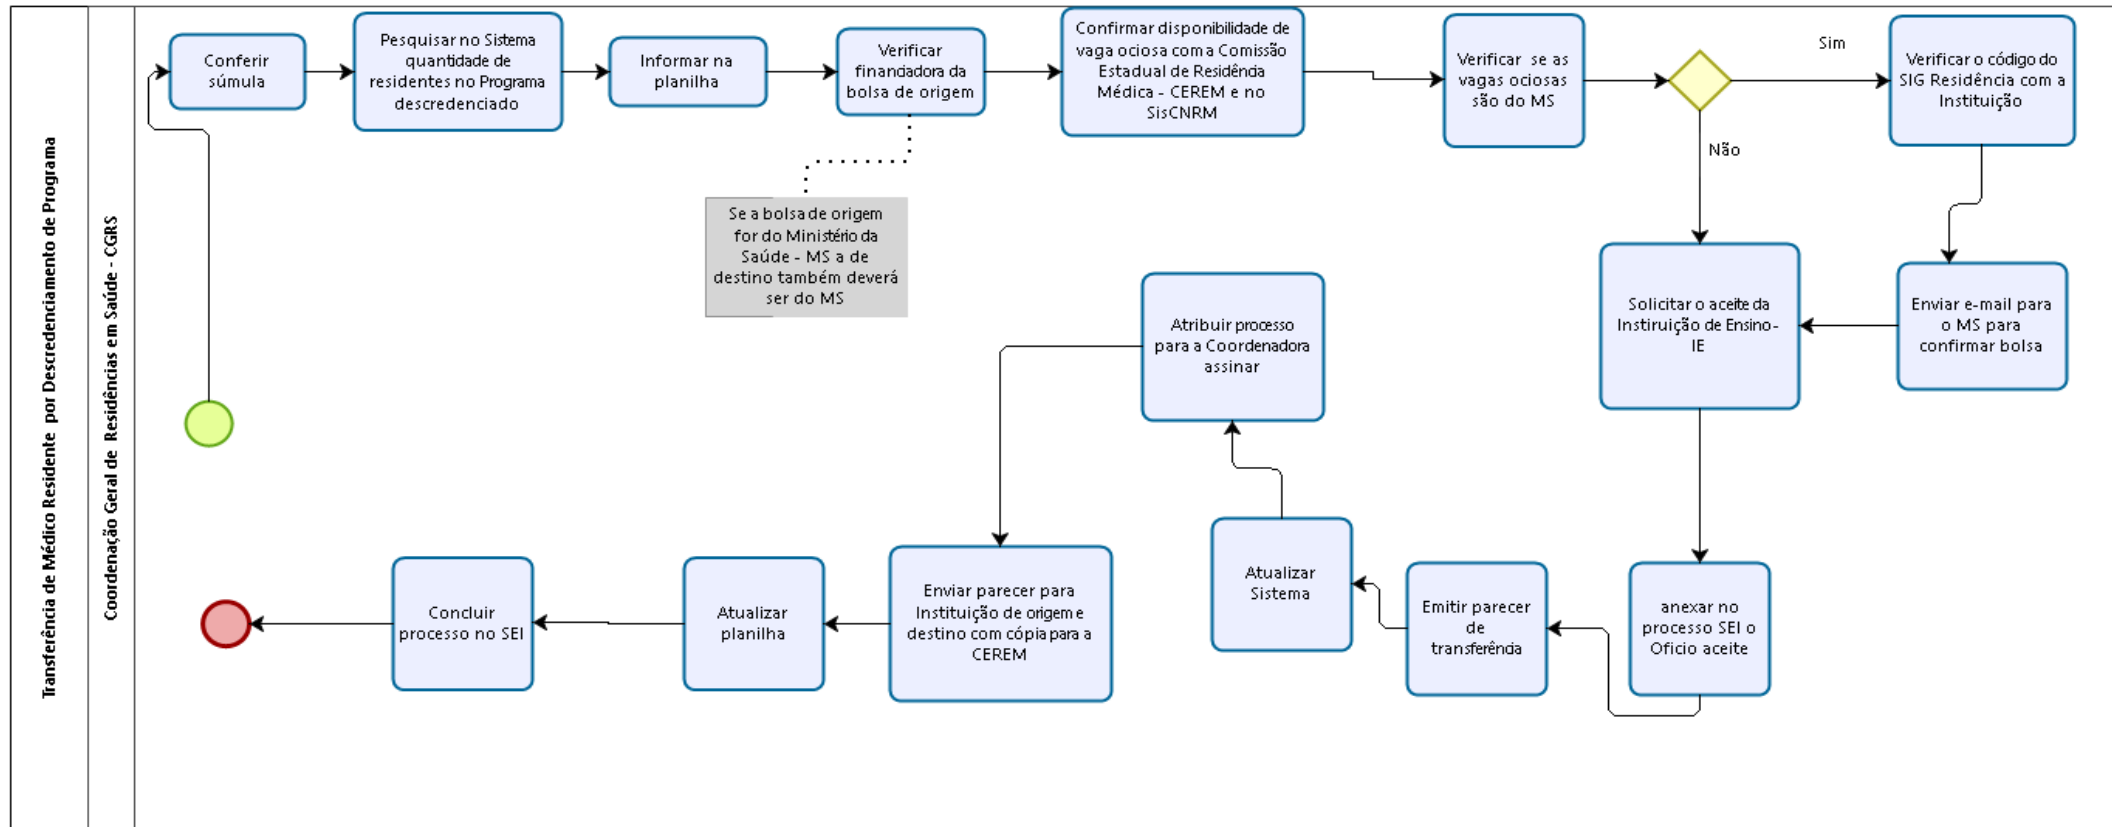 Transferência de Médico Residente por Descredenciamento de Programa
Coordenação Geral de Residências em Saúde - CGRS
Conferir
súmula
Pesquisar no Sistema
quantidade de
residentes no Programa
descredenciado
Informar na
planilha
Verificar
financiadora da
bolsa de origem
Confirmar disponibilidade de
vaga ociosa com a Comissão
Estadual de Residência
Médica - CEREM e no
SisCNRM
Verificar se as
vagas ociosas
são do MS
Sim
Verificar o código do
SIG Residência com a
Instituição
Não
Se a bolsa de origem
for do Ministério da
Saúde - MS a de
destino também deverá
ser do MS
Enviar e-mail para
o MS para
confirmar bolsa
Solicitar o aceite da
Instiruição de Ensino-
IE
Atribuir processo
para a Coordenadora
assinar
anexar no
processo SEI o
Oficio aceite
Emitir parecer
de
transferência
Atualizar
Sistema
Enviar parecer para
Instituição de origem e
destino com cópia para a
CEREM
Atualizar
planilha
Concluir
processo no SEI